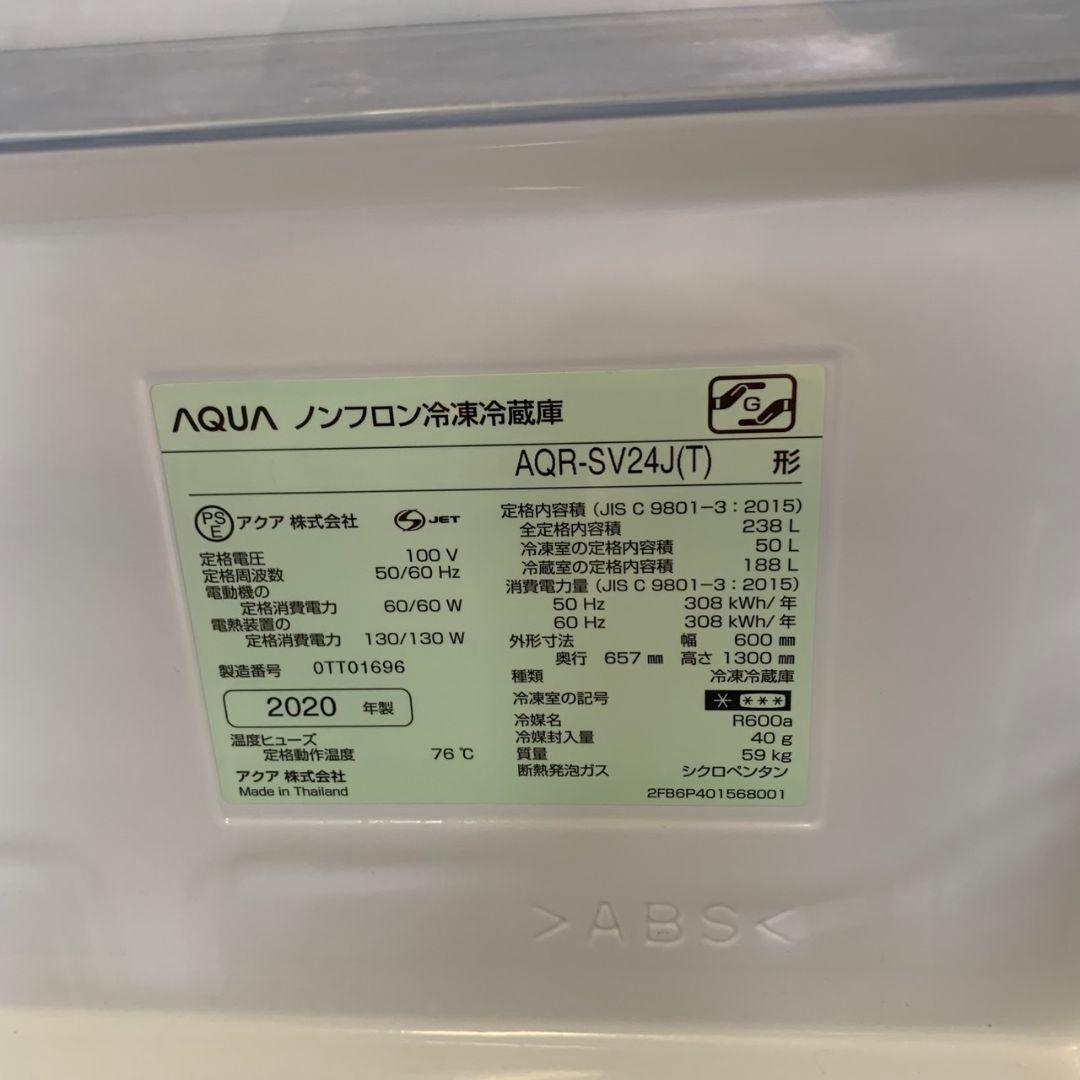 AQUA ノンフロン冷凍冷蔵庫
G
AQR-SV24J(T) 形
PSE アクア 株式会社 S JET
定格電圧 100 V
定格周波数 50/60 Hz
電動機の
定格消費電力 60/60 W
電熱装置の
定格消費電力 130/130 W
製造番号 0TT01696
2020 年製
温度ヒューズ
定格動作温度 76 ℃
アクア 株式会社
Made in Thailand
定格内容積 (JIS C 9801-3:2015)
全定格内容積 238 L
冷凍室の定格内容積 50 L
冷蔵室の定格内容積 188 L
消費電力量 (JIS C 9801-3:2015)
50 Hz 308 kWh/年
60 Hz 308 kWh/年
外形寸法 幅 600 mm
奥行 657 mm 高さ 1300 mm
種類 冷凍冷蔵庫
冷凍室の記号 * ***
冷媒名 R600a
冷媒封入量 40 g
質量 59 kg
断熱発泡ガス シクロペンタン
2FB6P401568001
>ABS<